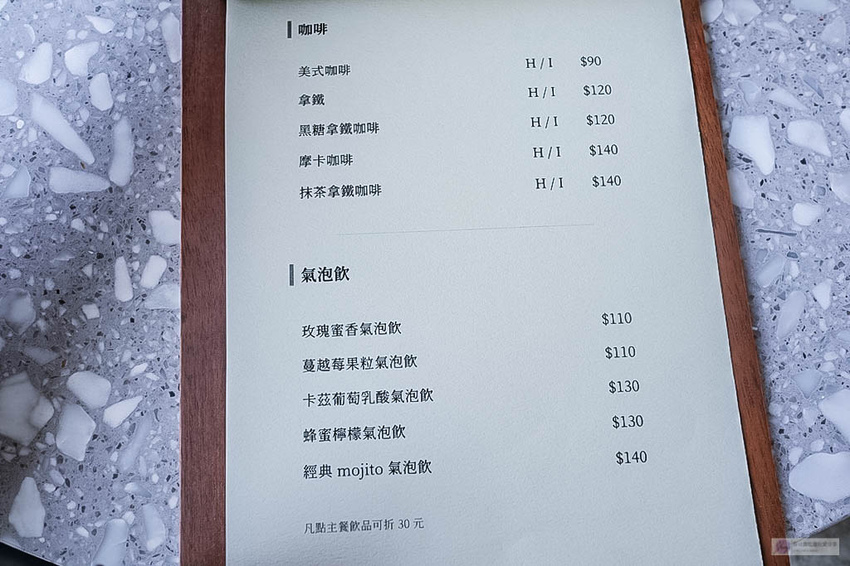 咖啡
美式咖啡 H / I $90
拿鐵 H / I $120
黑糖拿鐵咖啡 H / I $120
摩卡咖啡 H / I $140
抹茶拿鐵咖啡 H / I $140
氣泡飲
玫瑰蜜香氣泡飲 $110
蔓越莓果粒氣泡飲 $110
卡茲葡萄乳酸氣泡飲 $130
蜂蜜檸檬氣泡飲 $130
經典 mojito 氣泡飲 $140
凡點主餐飲品可折 30 元